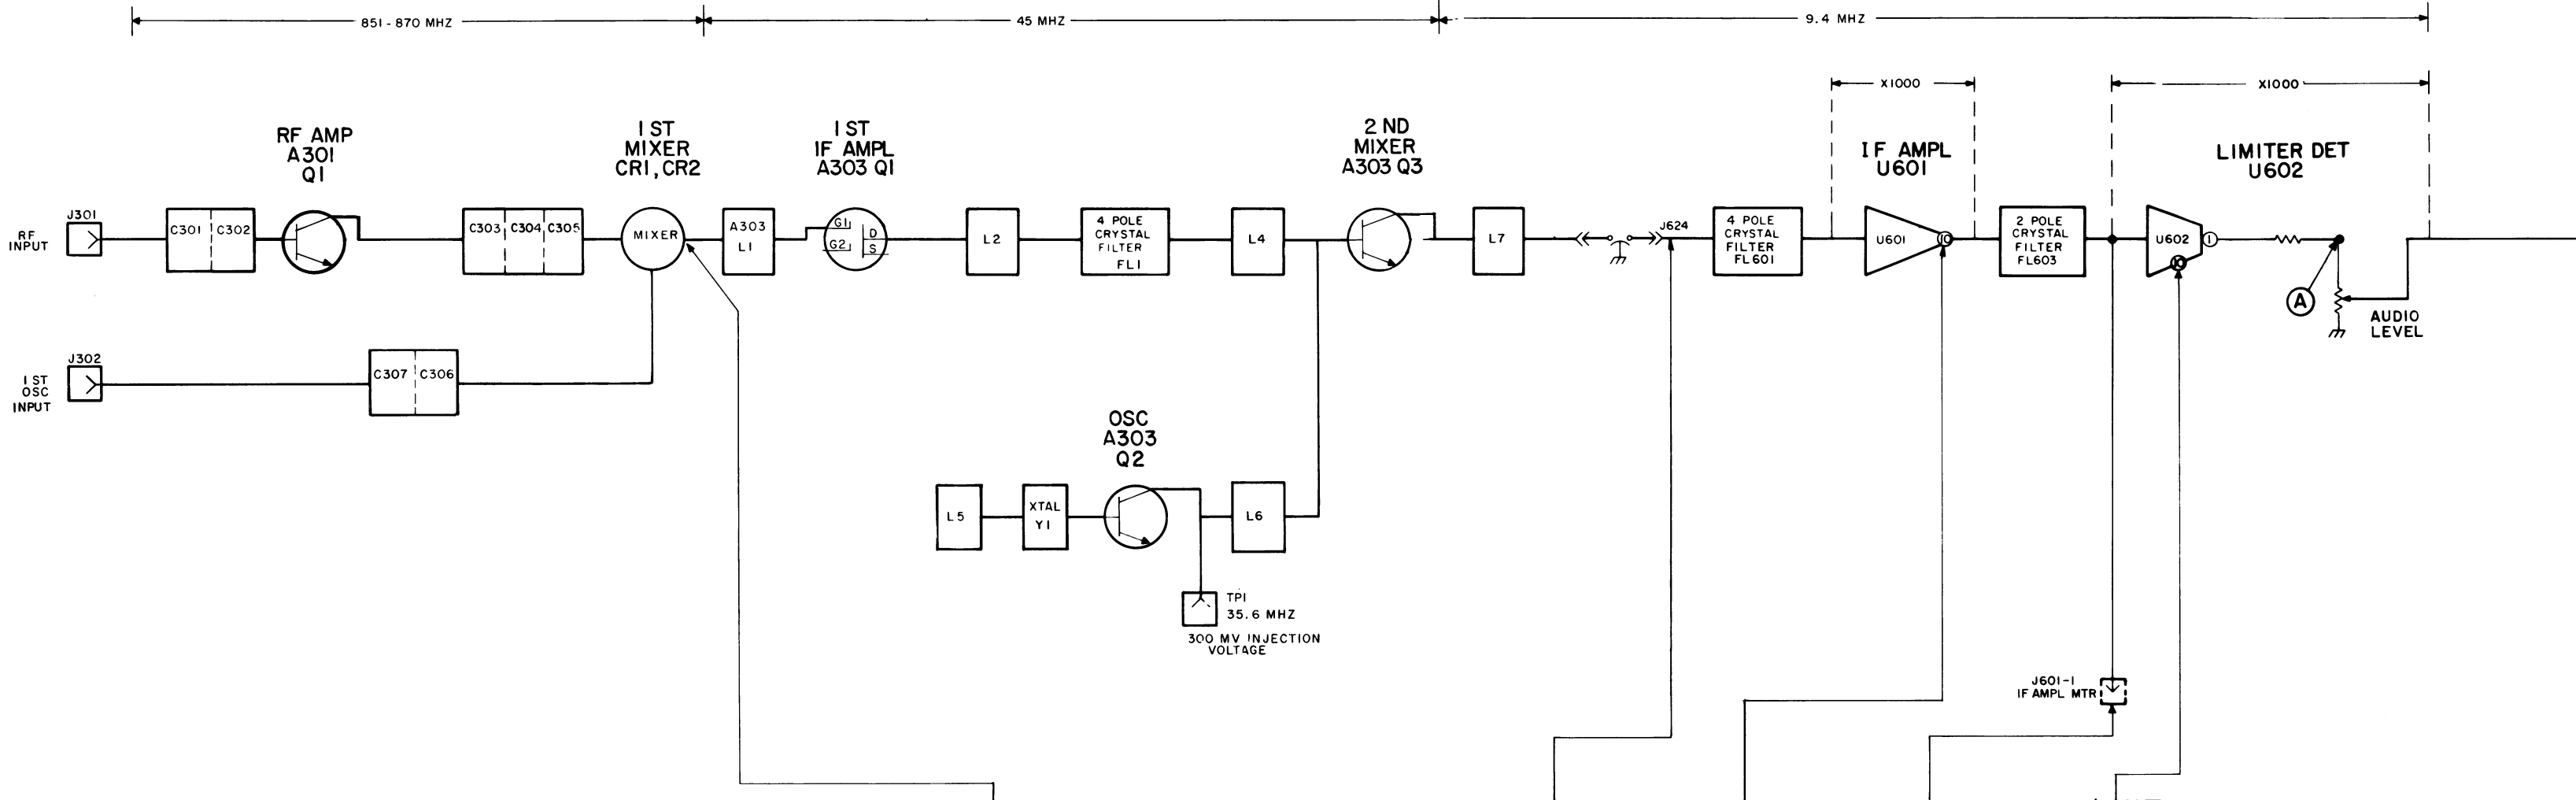 851 - 870 MHZ
45 MHZ
9.4 MHZ
X1000
X1000
RF AMP
A301
Q1
1 ST
MIXER
CR1, CR2
1 ST
IF AMPL
A303 Q1
2 ND
MIXER
A303 Q3
IF AMPL
U601
LIMITER DET
U602
RF
INPUT
J301
C301
C302
C303
C304
C305
MIXER
A303
L1
G1
G2
D
S
L2
4 POLE
CRYSTAL
FILTER
FL1
L4
L7
J624
4 POLE
CRYSTAL
FILTER
FL601
U601
10
2 POLE
CRYSTAL
FILTER
FL603
U602
1
10
A
AUDIO
LEVEL
1 ST
OSC
INPUT
J302
C307
C306
OSC
A303
Q2
L5
XTAL
Y1
L6
TP1
35.6 MHZ
300 MV INJECTION
VOLTAGE
J601-1
IF AMPL MTR